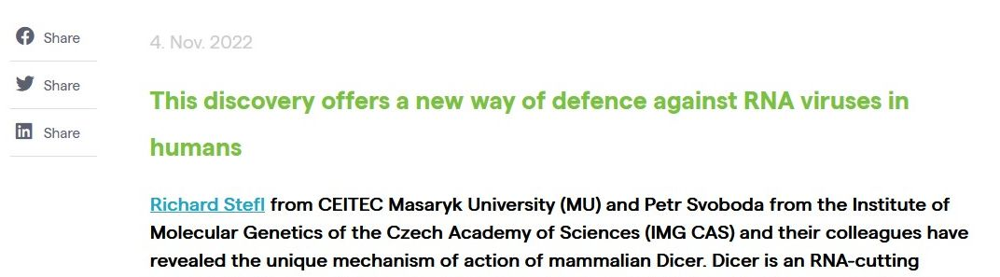 Share
Share
Share
4. Nov. 2022
This discovery offers a new way of defence against RNA viruses in
humans
Richard Stefl from CEITEC Masaryk University (MU) and Petr Svoboda from the Institute of
Molecular Genetics of the Czech Academy of Sciences (IMG CAS) and their colleagues have
revealed the unique mechanism of action of mammalian Dicer. Dicer is an RNA-cutting